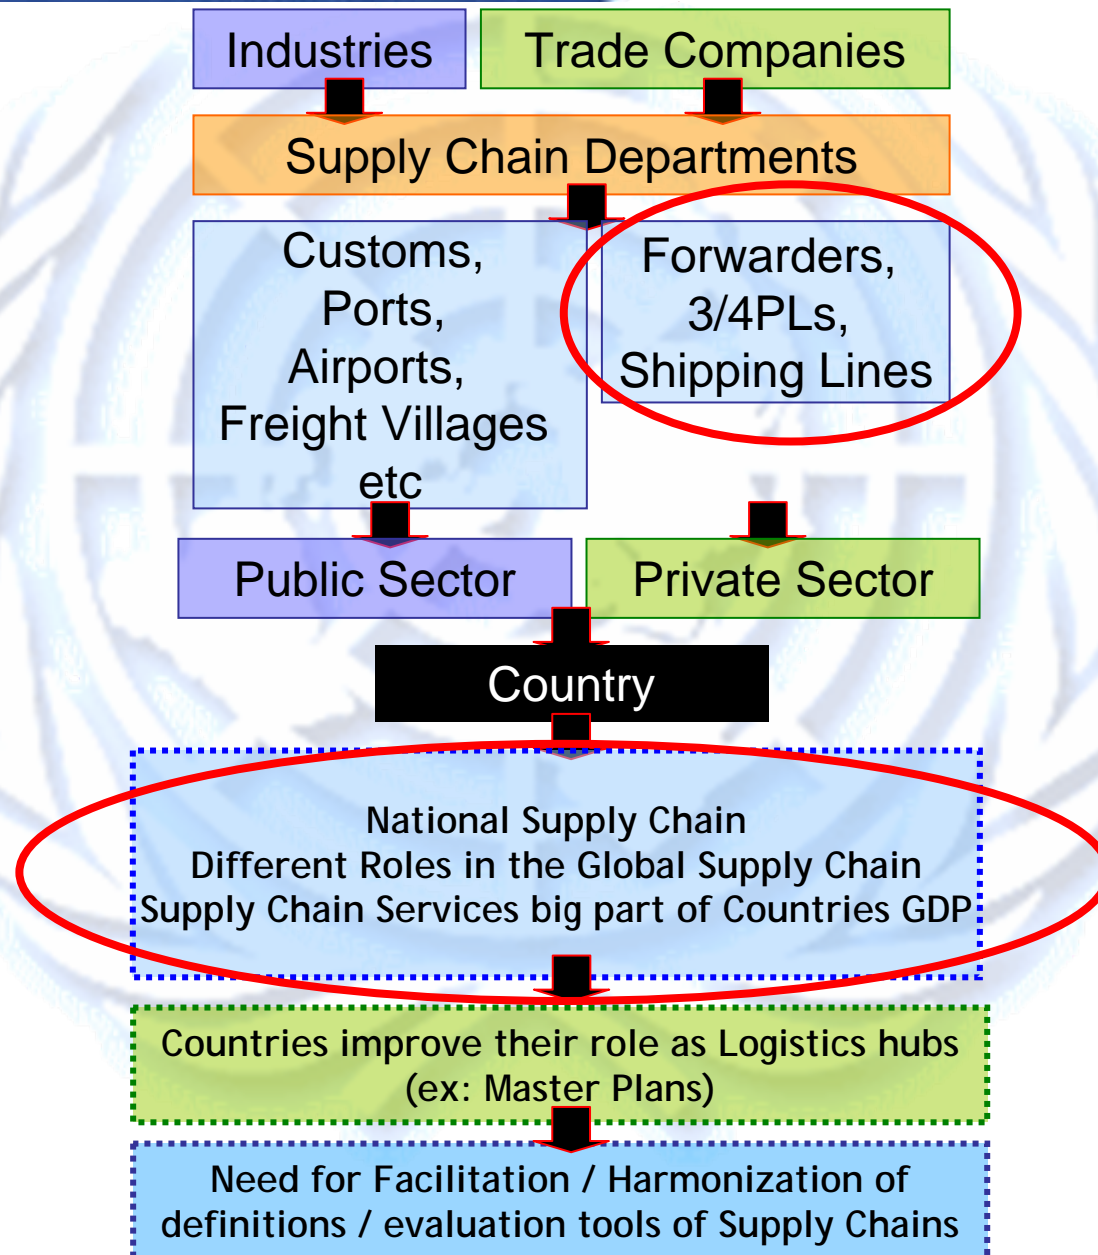 Industries
Trade Companies
Supply Chain Departments
Customs,
Ports,
Airports,
Freight Villages
etc
Forwarders,
3/4PLs,
Shipping Lines
Public Sector
Private Sector
Country
National Supply Chain
Different Roles in the Global Supply Chain
Supply Chain Services big part of Countries GDP
Countries improve their role as Logistics hubs
(ex: Master Plans)
Need for Facilitation / Harmonization of
definitions / evaluation tools of Supply Chains